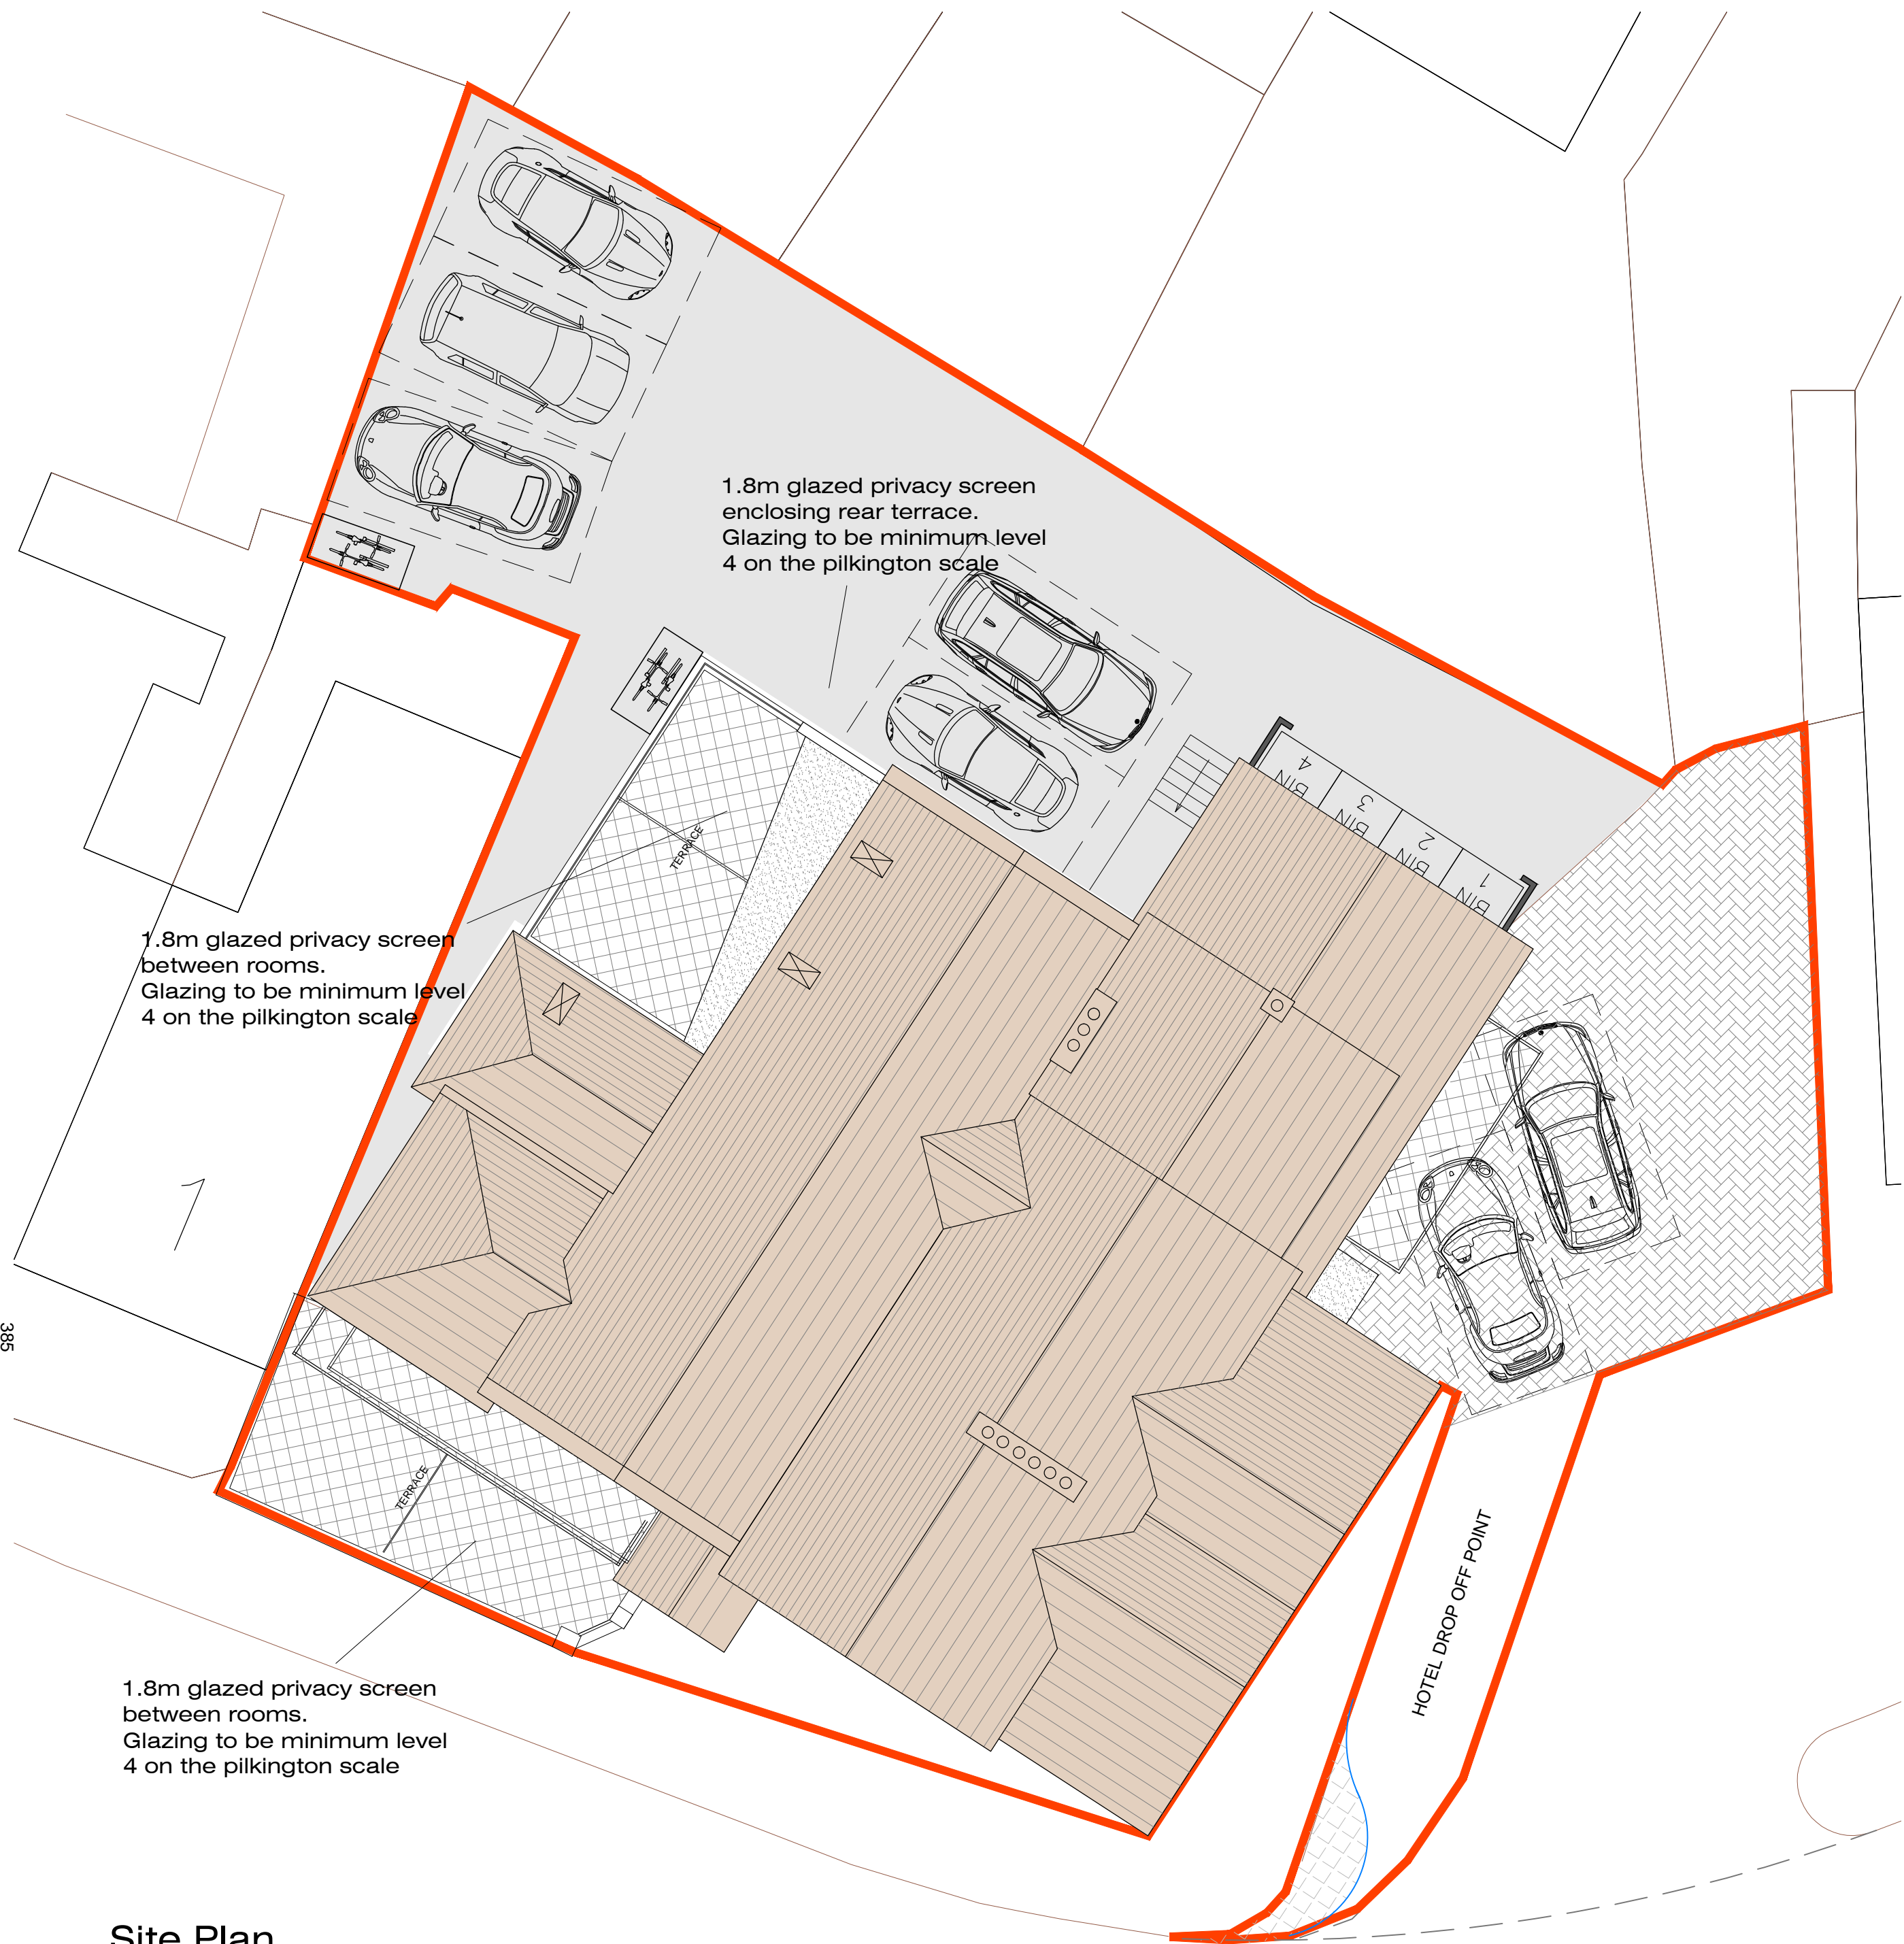 1.8m glazed privacy screen
enclosing rear terrace.
Glazing to be minimum level
4 on the pilkington scale
BIN
4
BIN
3
BIN
2
BIN
1
TERRACE
1.8m glazed privacy screen
between rooms.
Glazing to be minimum level
4 on the pilkington scale
1
385
TERRACE
HOTEL DROP OFF POINT
1.8m glazed privacy screen
between rooms.
Glazing to be minimum level
4 on the pilkington scale
Site Plan